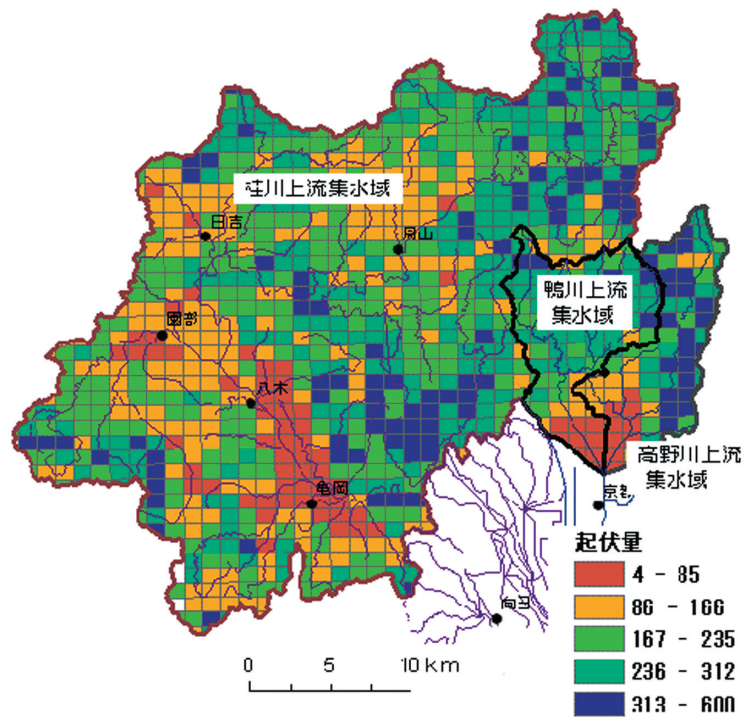 桂川上流集水域
日吉
園部
八木
亀岡
鴨川上流
集水域
高野川上流
集水域
京都
向日
起伏量
4 - 85
86 - 166
167 - 235
236 - 312
313 - 600
0 5 10 km